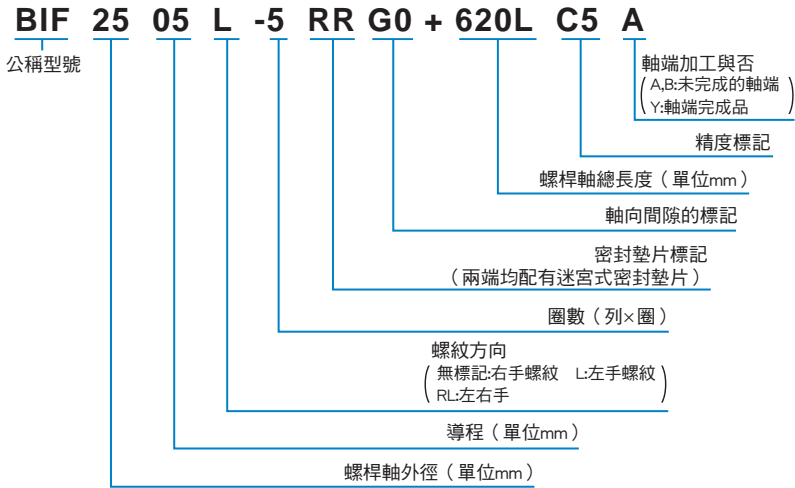 BIF 25 05 L -5 RR G0 + 620L C5 A
公稱型號
軸端加工與否
(A,B:未完成的軸端
Y:軸端完成品)
精度標記
螺桿軸總長度（單位mm）
軸向間隙的標記
密封墊片標記
（兩端均配有迷宮式密封墊片）
圈數（列×圈）
螺紋方向
(無標記:右手螺紋　L:左手螺紋
RL:左右手)
導程（單位mm）
螺桿軸外徑（單位mm）